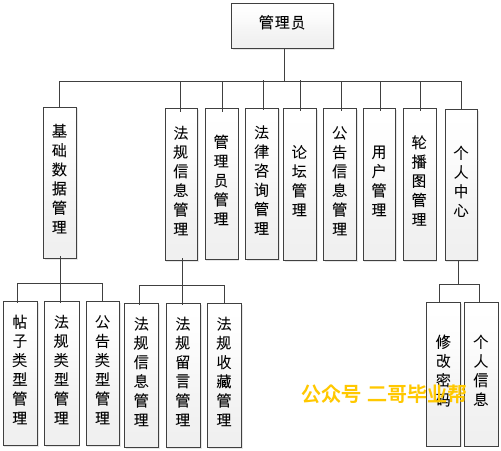 管理员
基础数据管理
法规信息管理
管理员管理
法律咨询管理
论坛管理
公告信息管理
用户管理
轮播图管理
个人中心
帖子类型管理
法规类型管理
公告类型管理
法规信息管理
法规留言管理
法规收藏管理
修改密码
个人信息
公众号 二哥毕业帮